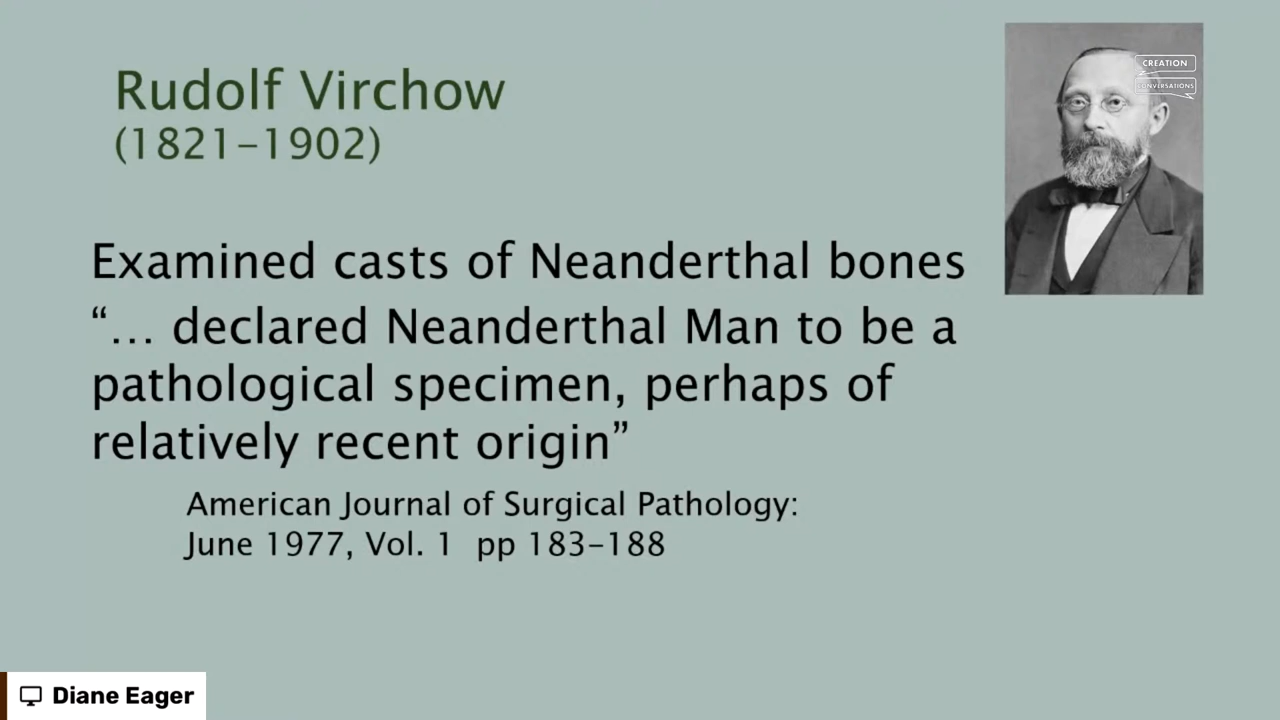 Rudolf Virchow
(1821–1902)
CREATION
CONVERSATIONS
Examined casts of Neanderthal bones
“… declared Neanderthal Man to be a
pathological specimen, perhaps of
relatively recent origin”
American Journal of Surgical Pathology:
June 1977, Vol. 1 pp 183–188
Diane Eager